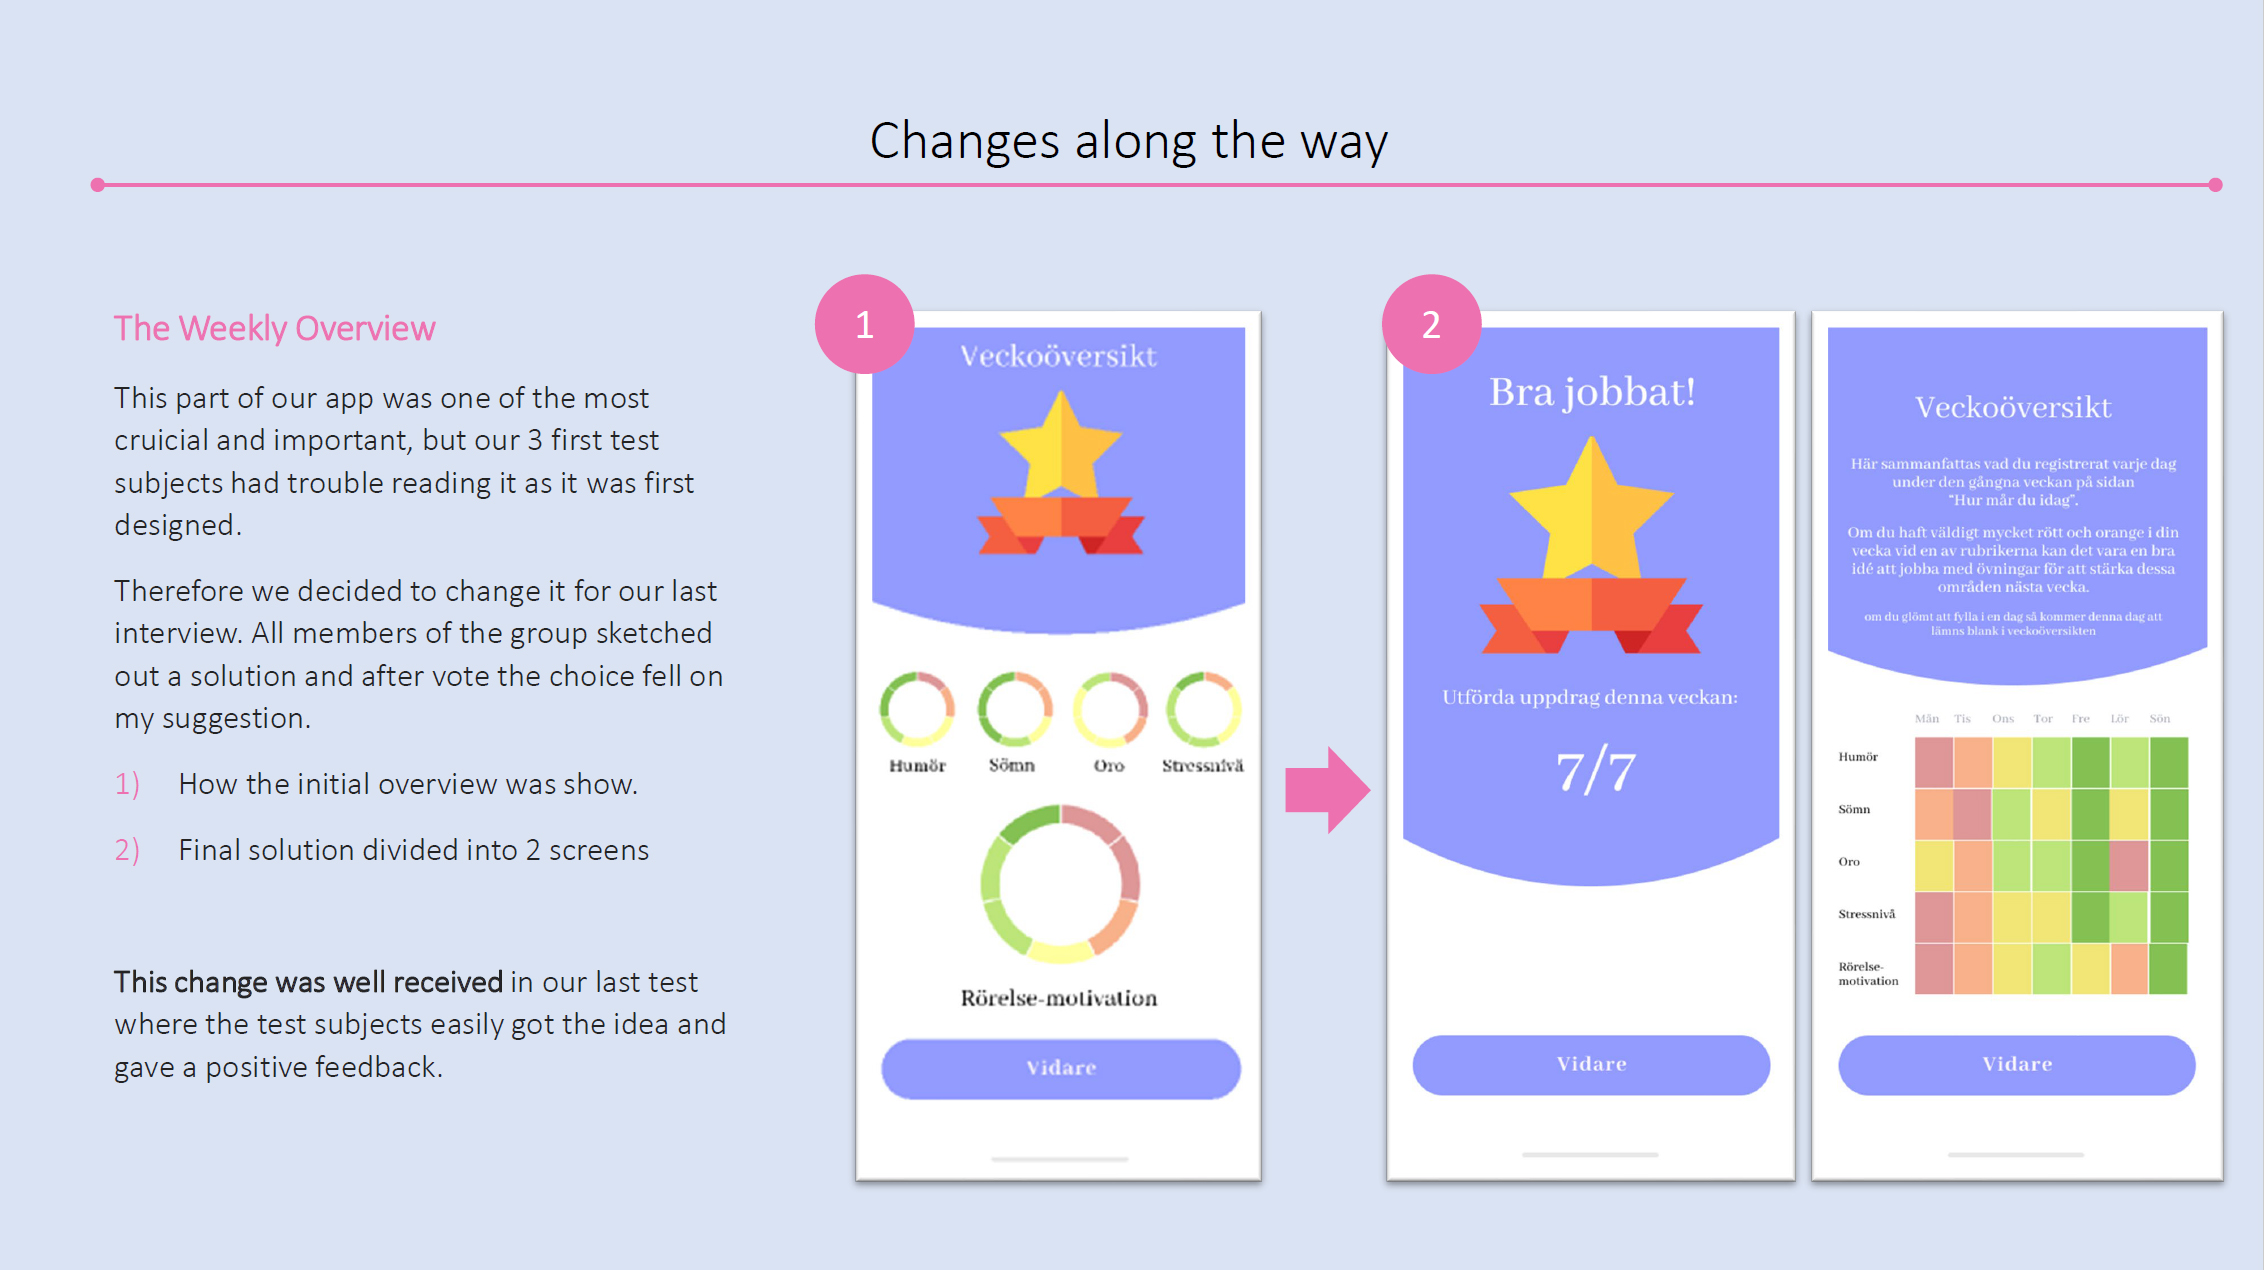 Changes along the way
The Weekly Overview
This part of our app was one of the most
cruicial and important, but our 3 first test
subjects had trouble reading it as it was first
designed.
Therefore we decided to change it for our last
interview. All members of the group sketched
out a solution and after vote the choice fell on
my suggestion.
1) How the initial overview was show.
2) Final solution divided into 2 screens
This change was well received in our last test
where the test subjects easily got the idea and
gave a positive feedback.
1
Veckoöversikt
Humör Sömn Oro Stressnivå
Rörelse-motivation
Vidare
2
Bra jobbat!
Utförda uppdrag denna veckan:
7/7
Vidare
Veckoöversikt
Här sammanfattas vad du registrerat varje dag
under den gångna veckan på sidan
"Hur mår du idag".
Om du haft väldigt mycket rött och orange i din
vecka vid en av rubrikerna kan det vara en bra
idé att jobba med övningar för att stärka dessa
områden nästa vecka.
om du glömt att fylla i en dag så kommer denna dag att
lämns blank i veckoöversikten
Mån Tis Ons Tor Fre Lör Sön
Humör
Sömn
Oro
Stressnivå
Rörelse-
motivation
Vidare